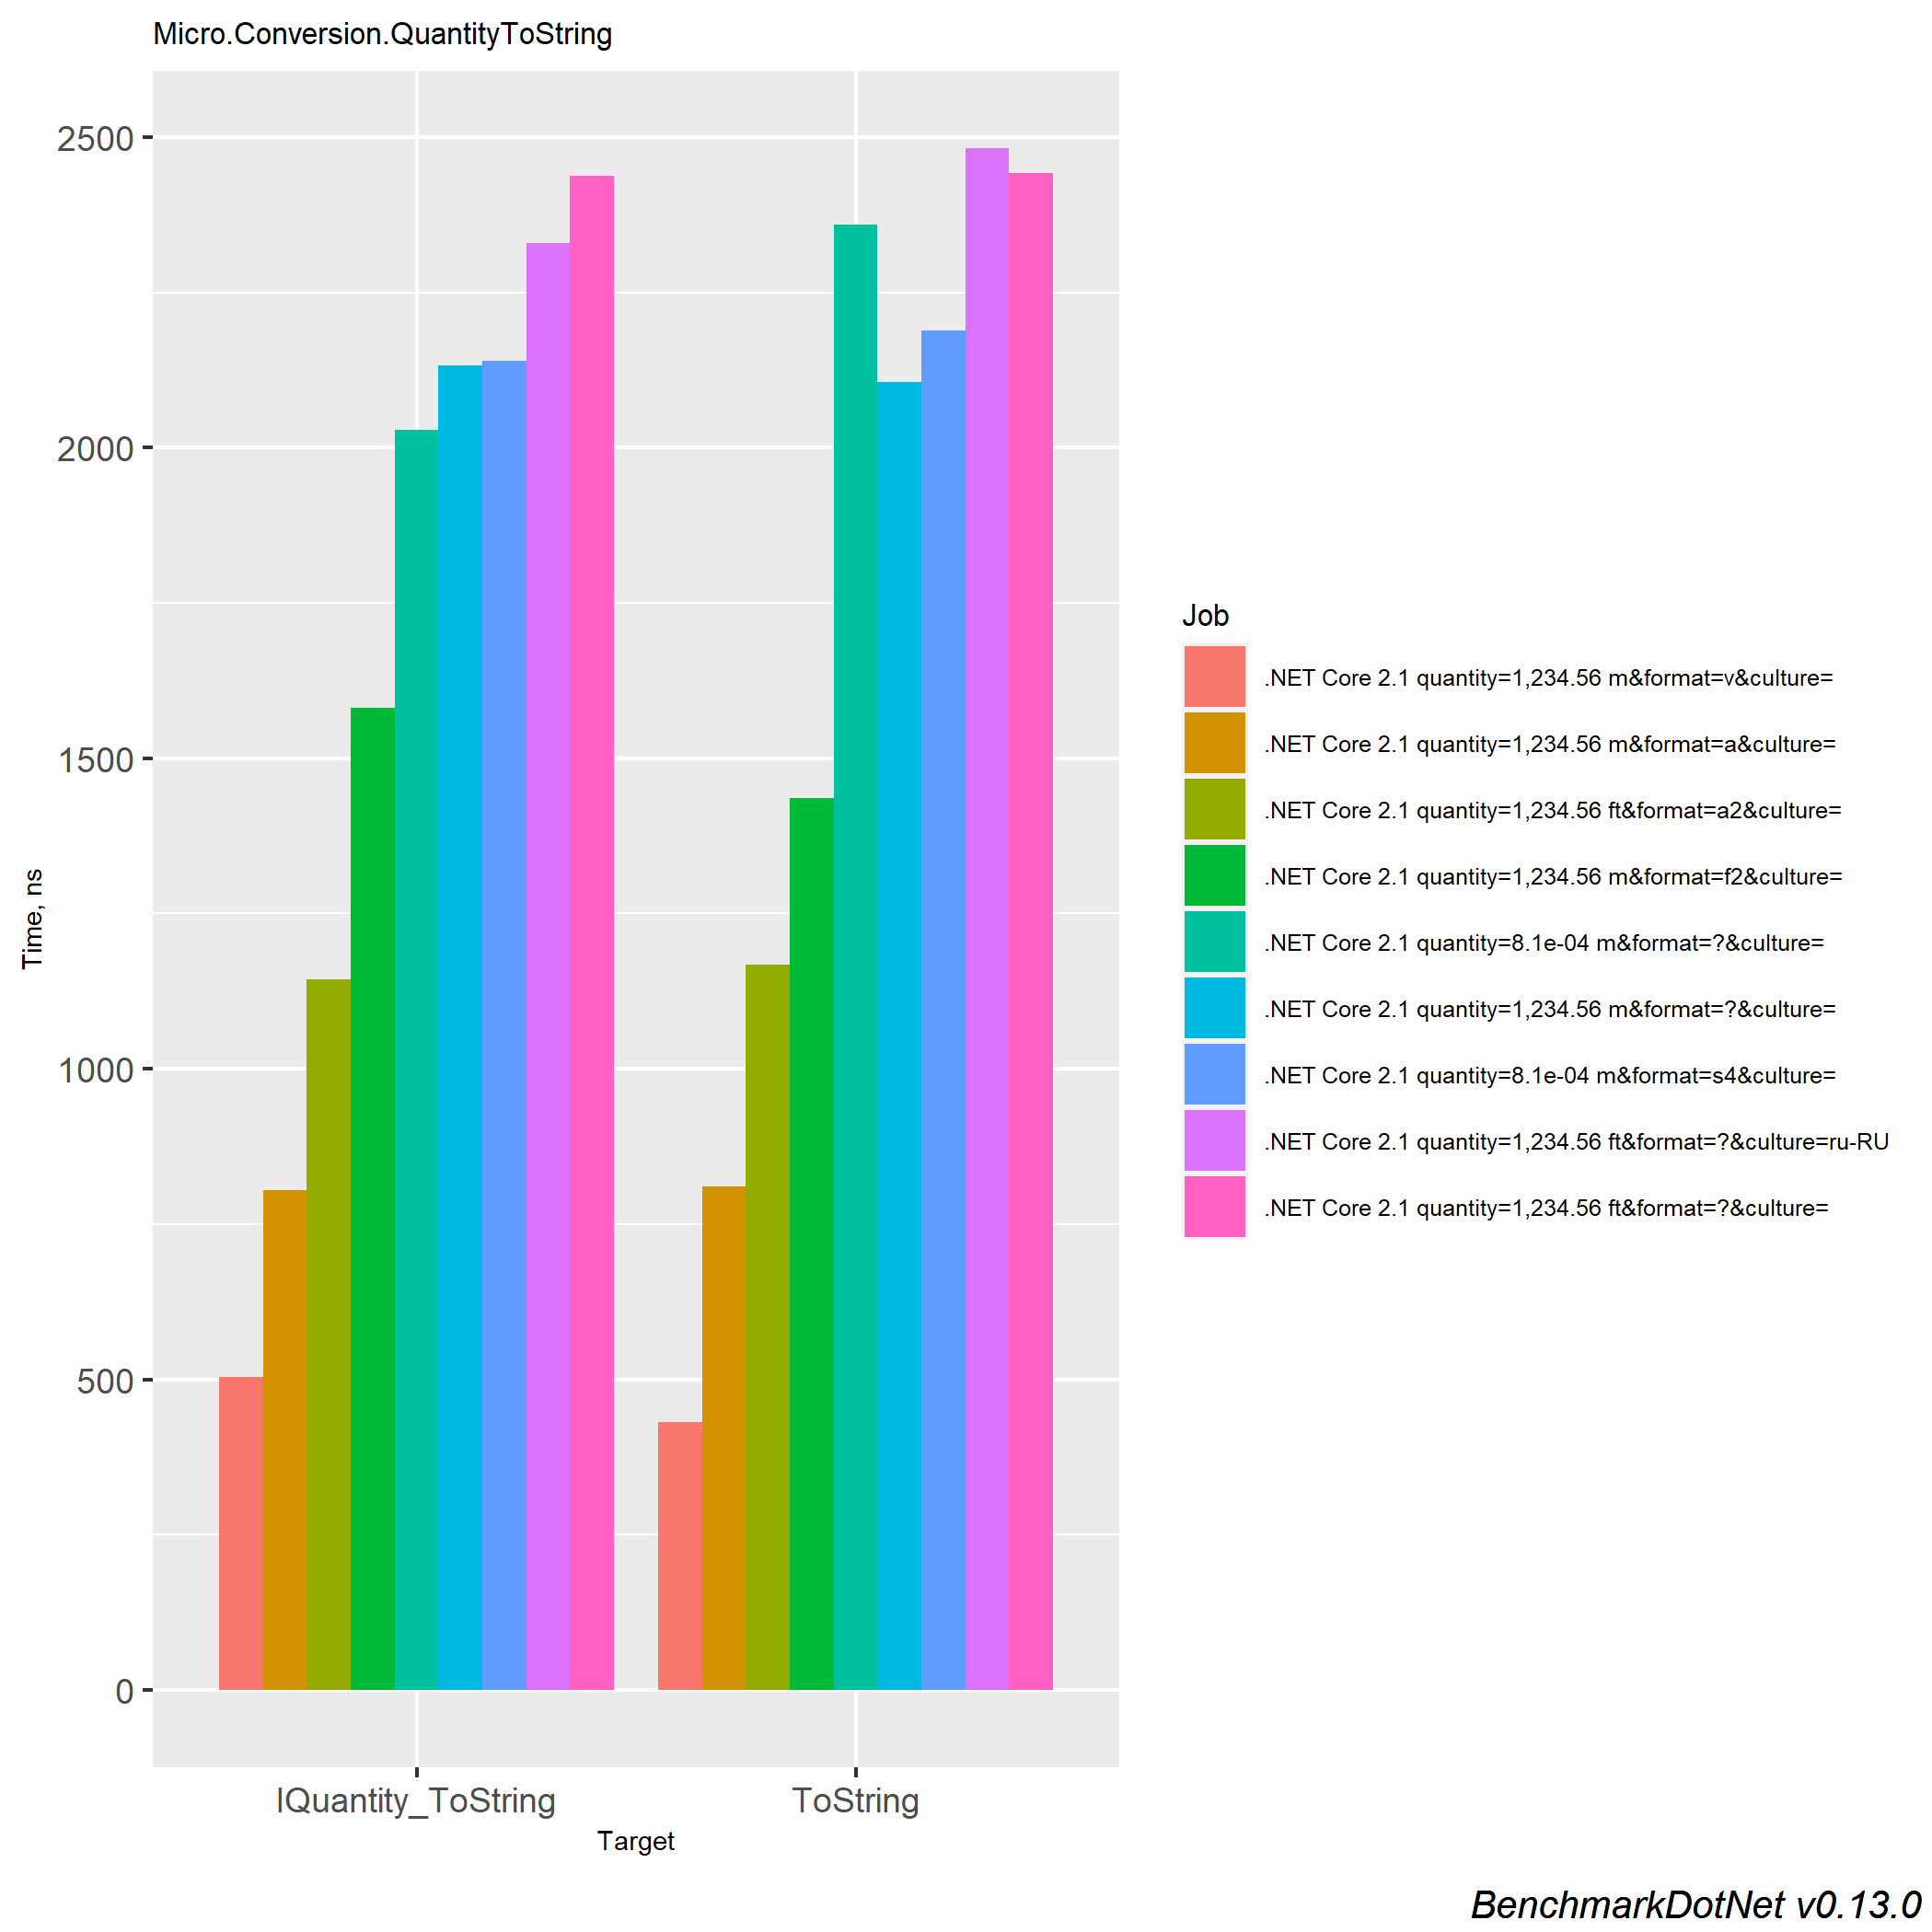 Micro.Conversion.QuantityToString
2500
2000
1500
1000
500
0
Time, ns
IQuantity_ToString
ToString
Target
Job
.NET Core 2.1 quantity=1,234.56 m&format=v&culture=
.NET Core 2.1 quantity=1,234.56 m&format=a&culture=
.NET Core 2.1 quantity=1,234.56 ft&format=a2&culture=
.NET Core 2.1 quantity=1,234.56 m&format=f2&culture=
.NET Core 2.1 quantity=8.1e-04 m&format=?&culture=
.NET Core 2.1 quantity=1,234.56 m&format=?&culture=
.NET Core 2.1 quantity=8.1e-04 m&format=s4&culture=
.NET Core 2.1 quantity=1,234.56 ft&format=?&culture=ru-RU
.NET Core 2.1 quantity=1,234.56 ft&format=?&culture=
BenchmarkDotNet v0.13.0